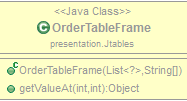 <<Java Class>>
OrderTableFrame
presentation.Jtables
OrderTableFrame(List<?>,String[])
getValueAt(int,int):Object